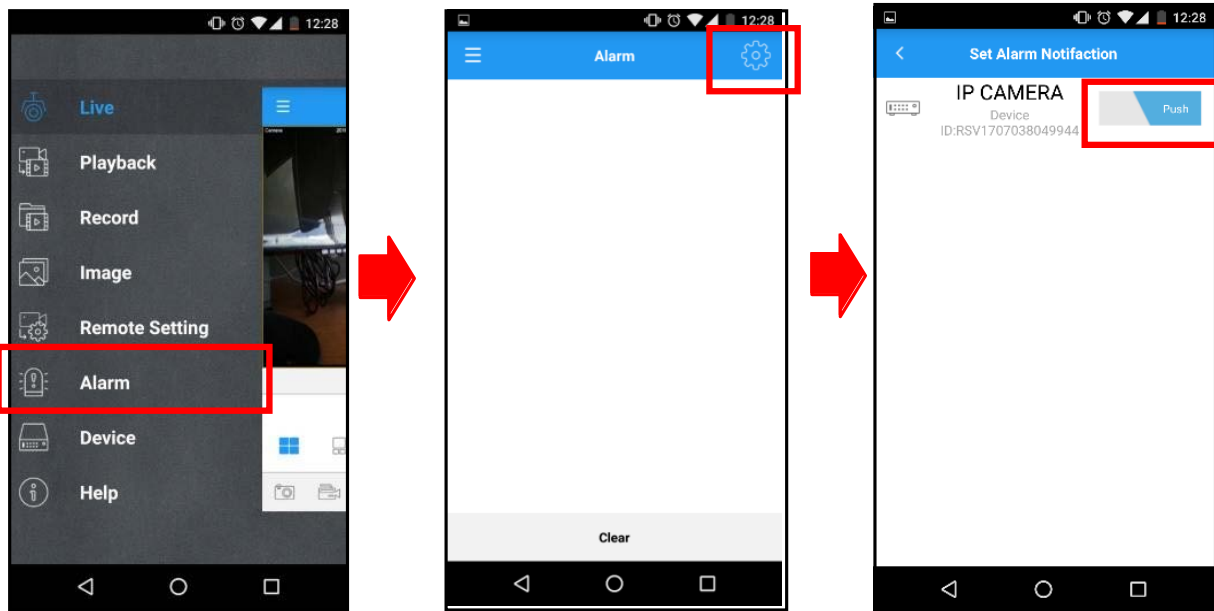 12:28
Live
Playback
Record
Image
Remote Setting
Alarm
Device
Help
12:28
Alarm
Clear
12:28
Set Alarm Notifaction
IP CAMERA
Device
ID:RSV1707038049944
Push